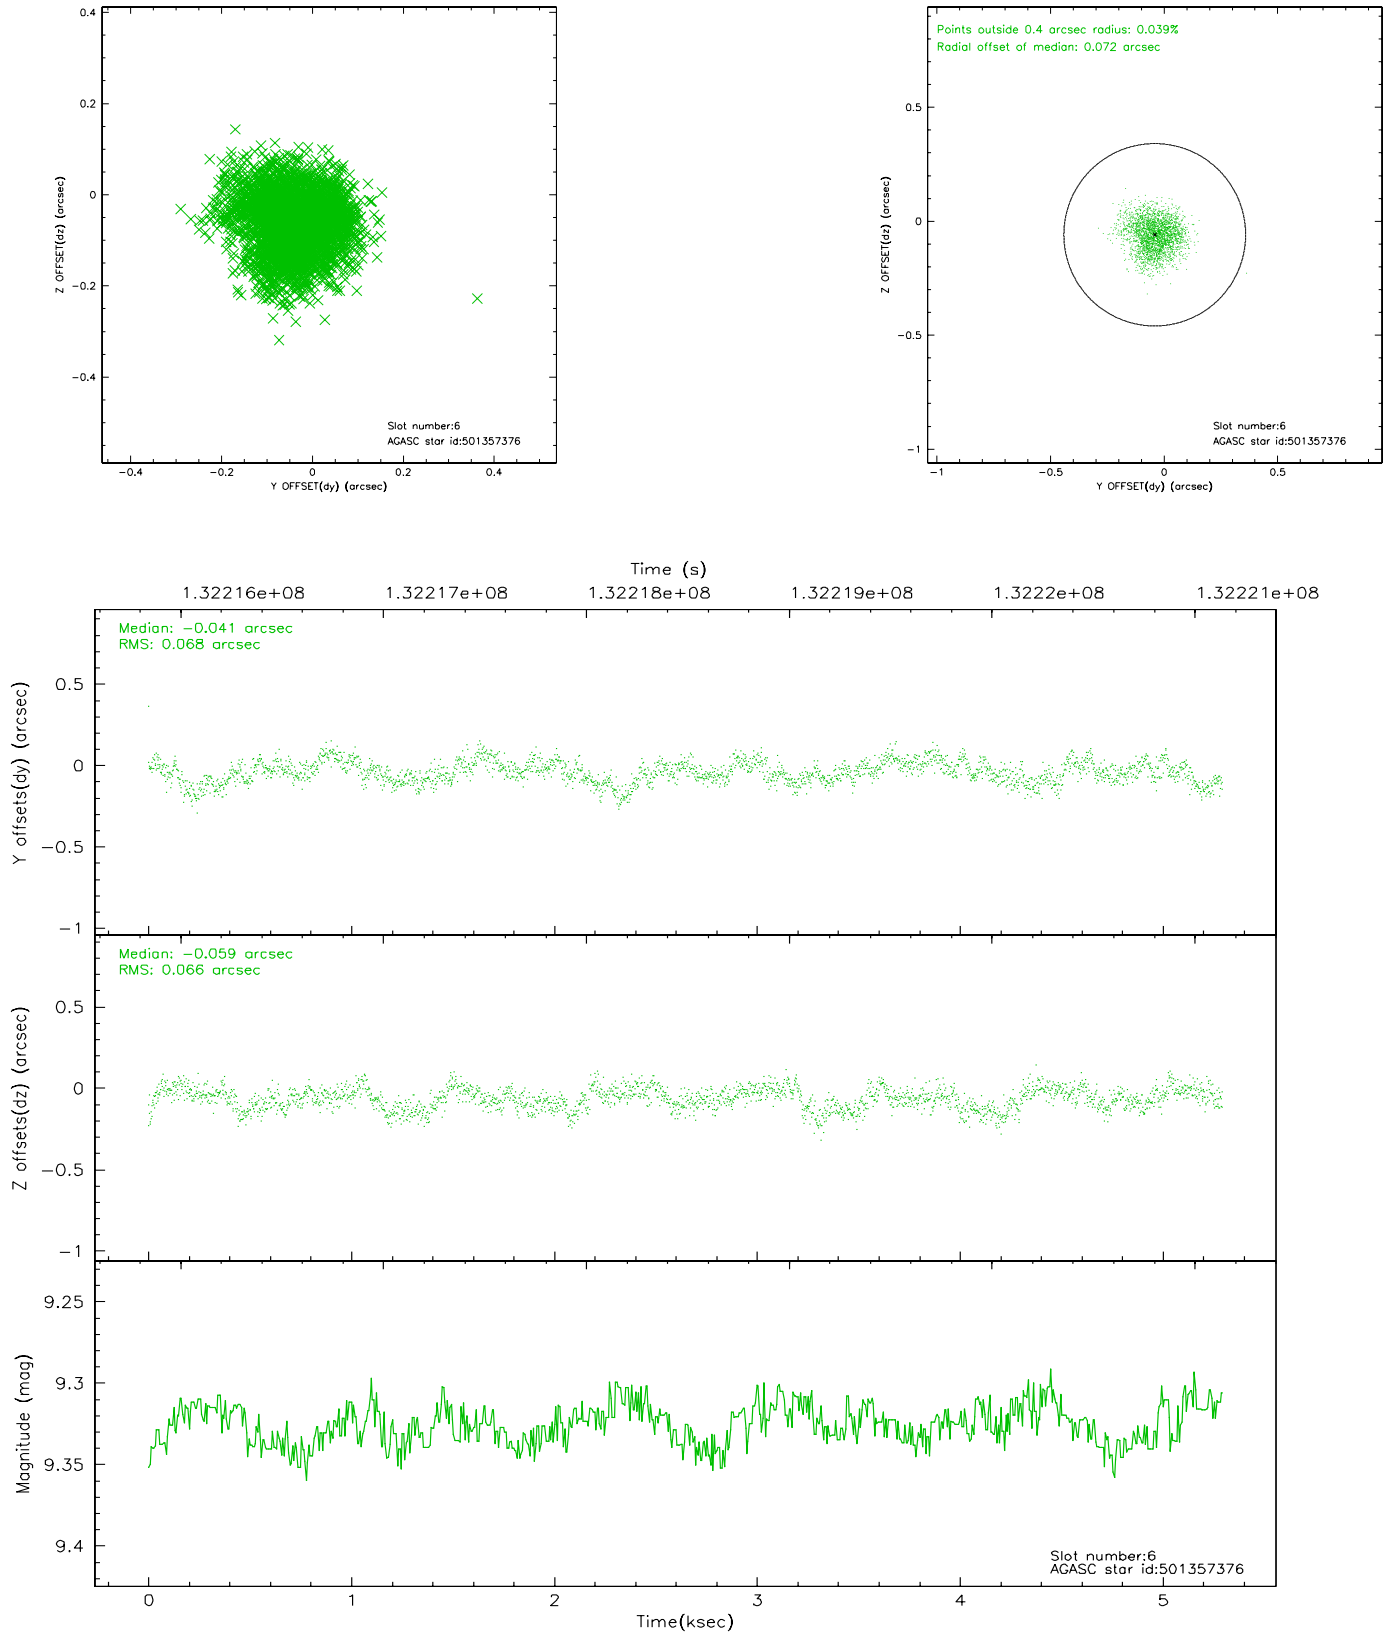 0.4
0.2
0
-0.2
-0.4
Z OFFSET(dz) (arcsec)
Slot number:6
AGASC star id:501357376
-0.4 -0.2 0 0.2 0.4
Y OFFSET(dy) (arcsec)
Points outside 0.4 arcsec radius: 0.039%
Radial offset of median: 0.072 arcsec
0.5
0
-0.5
-1
Z OFFSET(dz) (arcsec)
Slot number:6
AGASC star id:501357376
-1 -0.5 0 0.5
Y OFFSET(dy) (arcsec)
Time (s)
1.32216e+08 1.32217e+08 1.32218e+08 1.32219e+08 1.3222e+08 1.32221e+08
Median: -0.041 arcsec
RMS: 0.068 arcsec
0.5
0
-0.5
-1
Y offsets(dy) (arcsec)
Median: -0.059 arcsec
RMS: 0.066 arcsec
0.5
0
-0.5
-1
Z offsets(dz) (arcsec)
9.25
9.3
9.35
9.4
Magnitude (mag)
Slot number:6
AGASC star id:501357376
0 1 2 3 4 5
Time(ksec)